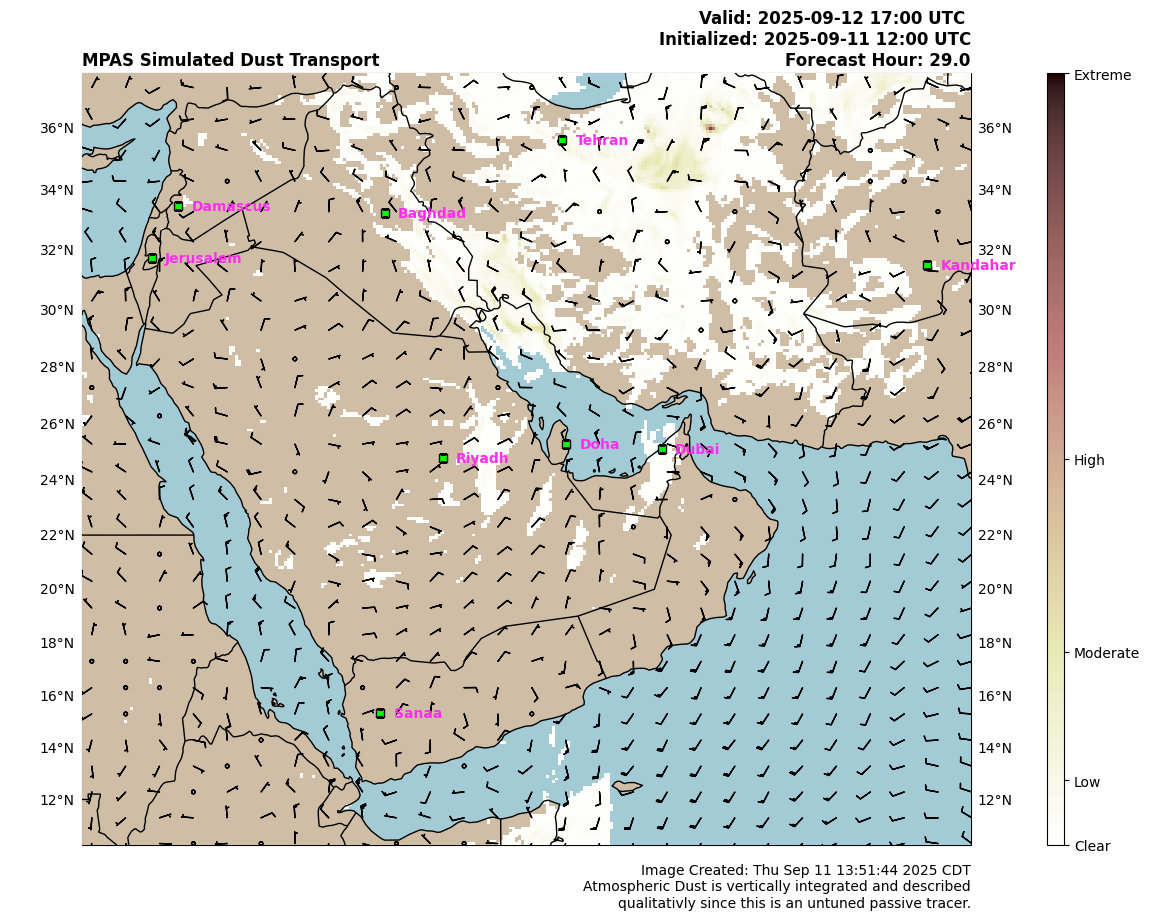 Valid: 2025-09-12 17:00 UTC
Initialized: 2025-09-11 12:00 UTC
MPAS Simulated Dust Transport Forecast Hour: 29.0
Extreme
High
Moderate
Low
Clear
36°N 36°N
34°N 34°N
32°N 32°N
30°N 30°N
28°N 28°N
26°N 26°N
24°N 24°N
22°N 22°N
20°N 20°N
18°N 18°N
16°N 16°N
14°N 14°N
12°N 12°N
Tehran
Damascus
Baghdad
Jerusalem
Kandahar
Doha
Dubai
Riyadh
Sanaa
Image Created: Thu Sep 11 13:51:44 2025 CDT
Atmospheric Dust is vertically integrated and described
qualitativly since this is an untuned passive tracer.